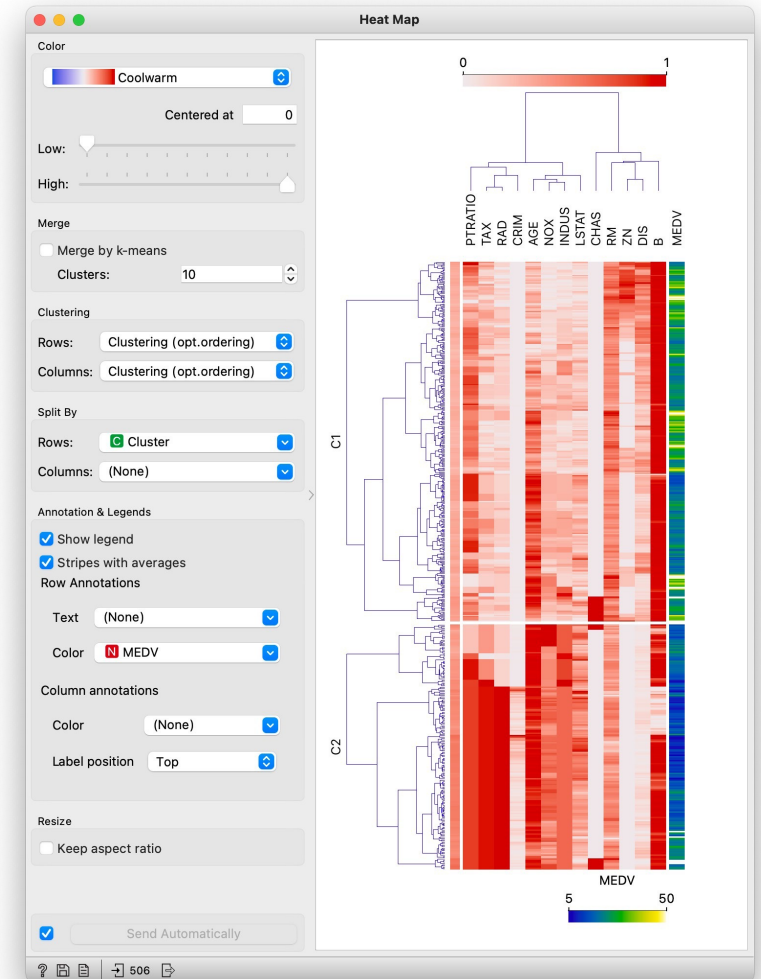 Heat Map
Color
Coolwarm
Centered at 0
Low:
High:
Merge
Merge by k-means
Clusters: 10
Clustering
Rows: Clustering (opt.ordering)
Columns: Clustering (opt.ordering)
Split By
Rows: C Cluster
Columns: (None)
Annotation & Legends
Show legend
Stripes with averages
Row Annotations
Text (None)
Color N MEDV
Column annotations
Color (None)
Label position Top
Resize
Keep aspect ratio
Send Automatically
? 506
0 1
PTRATIO
TAX
RAD
CRIM
AGE
NOX
INDUS
LSTAT
CHAS
RM
ZN
DIS
B
MEDV
C1
C2
MEDV
5 50